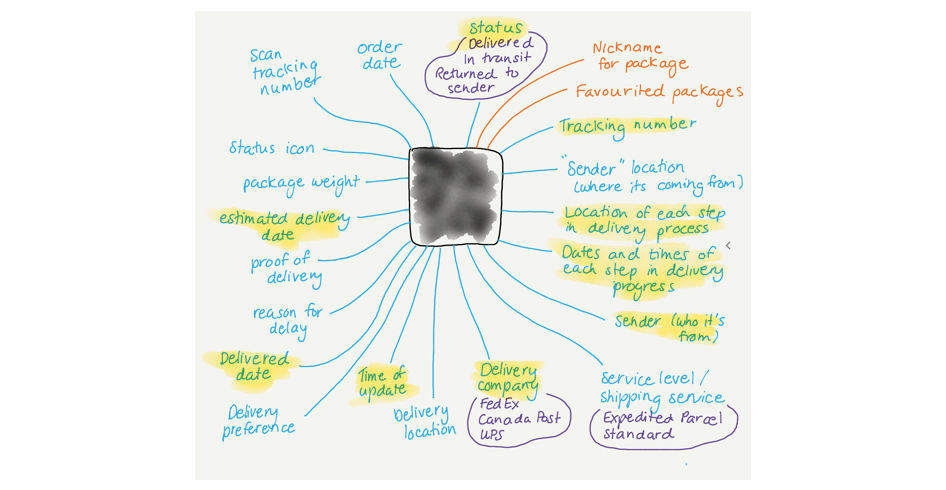 Status
Delivered
In transit
Returned to
sender
Scan
tracking
number
order
date
Nickname
for package
Favourited packages
Tracking number
"Sender" location
(where its coming from)
Location of each step
in delivery process
Dates and times of
each step in delivery
progress
Sender (who it's
from)
Service level/
shipping service
Expedited Parcel
Standard
Delivery
company
FedEx
Canada Post
UPS
Delivery
location
Time of
update
Delivery
preference
Delivered
date
reason for
delay
proof of
delivery
estimated delivery
date
package weight
Status icon